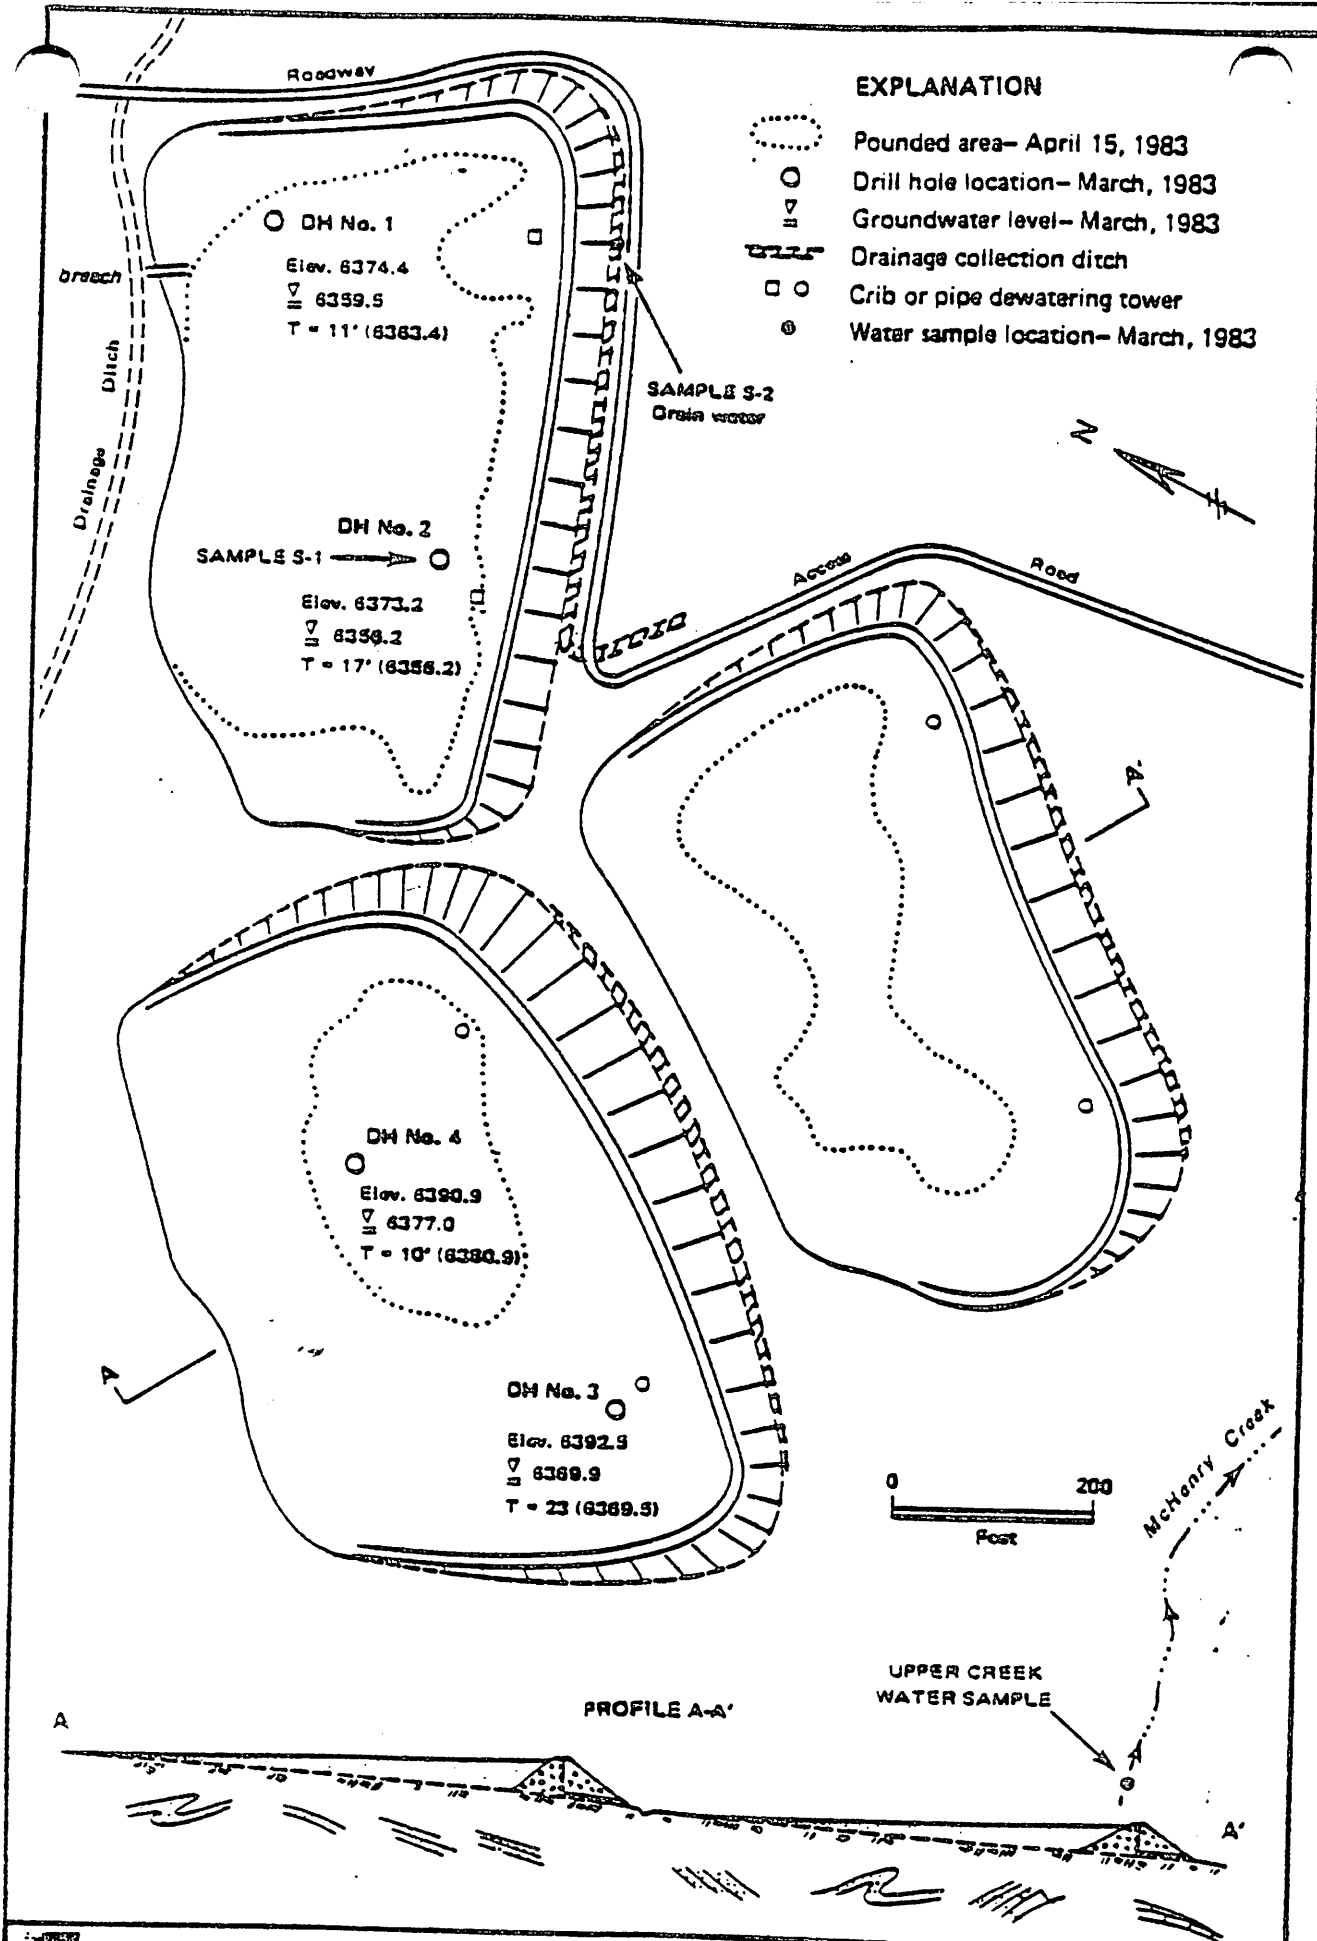 Roadway
EXPLANATION
Pounded area– April 15, 1983
Drill hole location– March, 1983
Groundwater level– March, 1983
Drainage collection ditch
Crib or pipe dewatering tower
Water sample location– March, 1983
DH No. 1
Elev. 6374.4
6359.5
T = 11' (6363.4)
breech
Drainage Ditch
SAMPLE S-2
Drain water
N
DH No. 2
SAMPLE S-1
Elev. 6373.2
6356.2
T = 17' (6356.2)
Access Road
A'
DH No. 4
Elev. 6390.9
6377.0
T = 10' (6380.9)
A
DH No. 3
Elev. 6392.9
6369.9
T = 23 (6369.5)
0 200
Feet
McHenry Creek
UPPER CREEK
WATER SAMPLE
PROFILE A-A'
A
A'